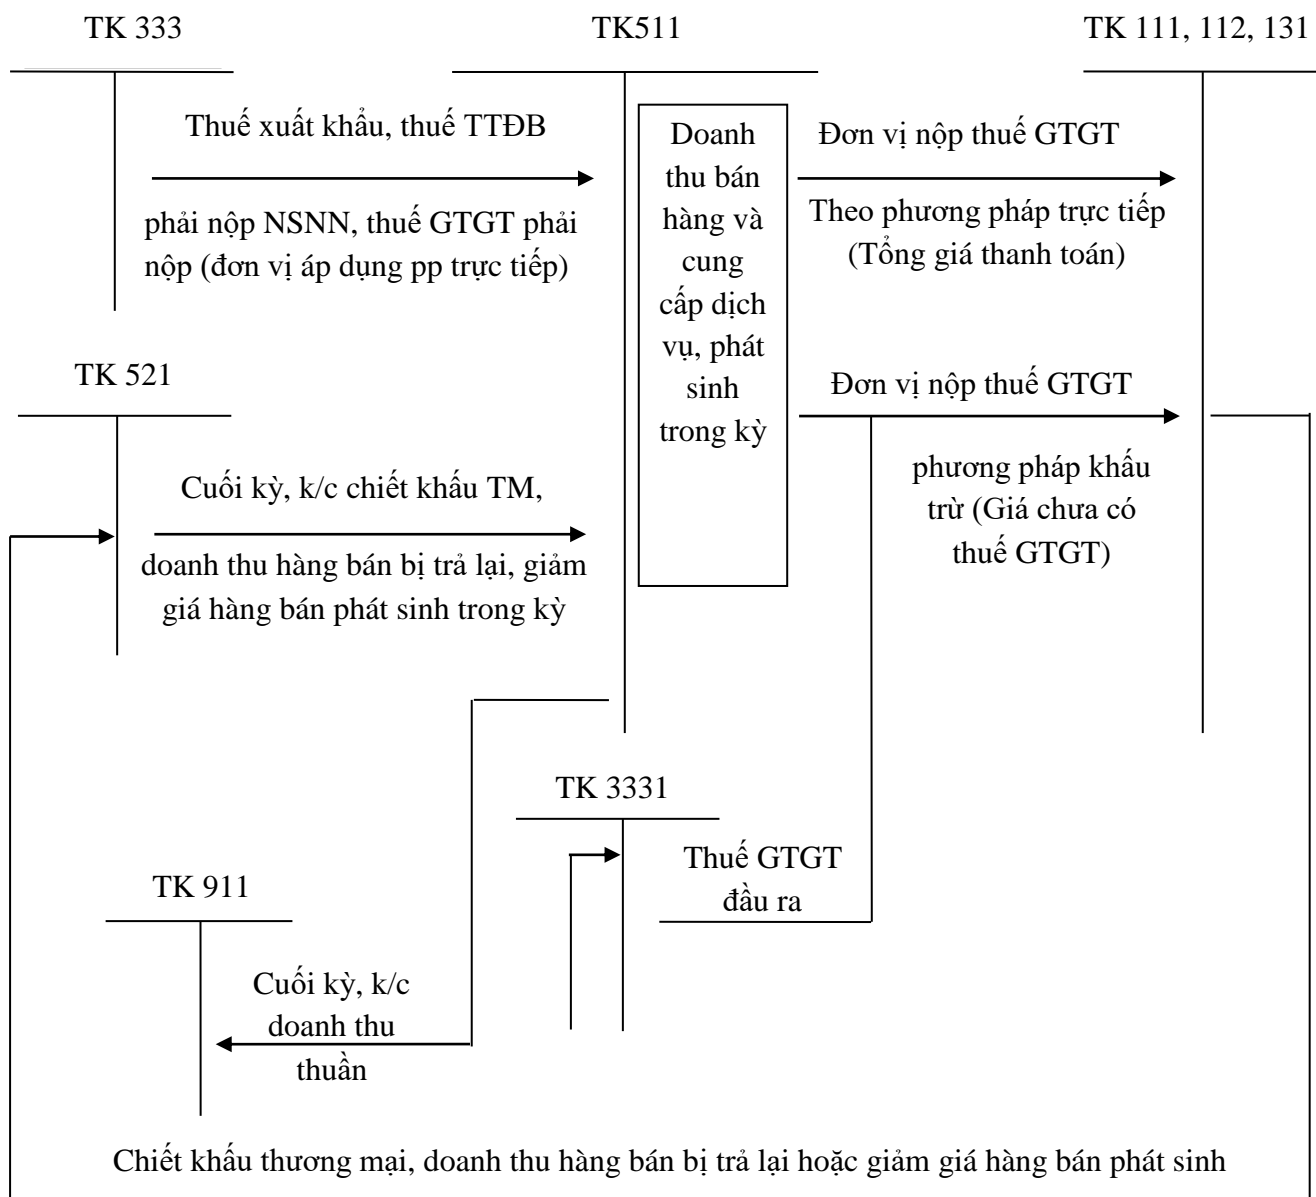 TK 333
TK511
TK 111, 112, 131
Thuế xuất khẩu, thuế TTĐB
phải nộp NSNN, thuế GTGT phải
nộp (đơn vị áp dụng pp trực tiếp)
Doanh
thu bán
hàng và
cung
cấp dịch
vụ, phát
sinh
trong kỳ
Đơn vị nộp thuế GTGT
Theo phương pháp trực tiếp
(Tổng giá thanh toán)
TK 521
Cuối kỳ, k/c chiết khấu TM,
doanh thu hàng bán bị trả lại, giảm
giá hàng bán phát sinh trong kỳ
Đơn vị nộp thuế GTGT
phương pháp khấu
trừ (Giá chưa có
thuế GTGT)
TK 3331
Thuế GTGT
đầu ra
TK 911
Cuối kỳ, k/c
doanh thu
thuần
Chiết khấu thương mại, doanh thu hàng bán bị trả lại hoặc giảm giá hàng bán phát sinh